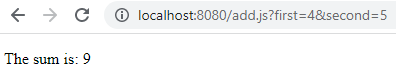 localhost:8080/add.js?first=4&second=5
The sum is: 9